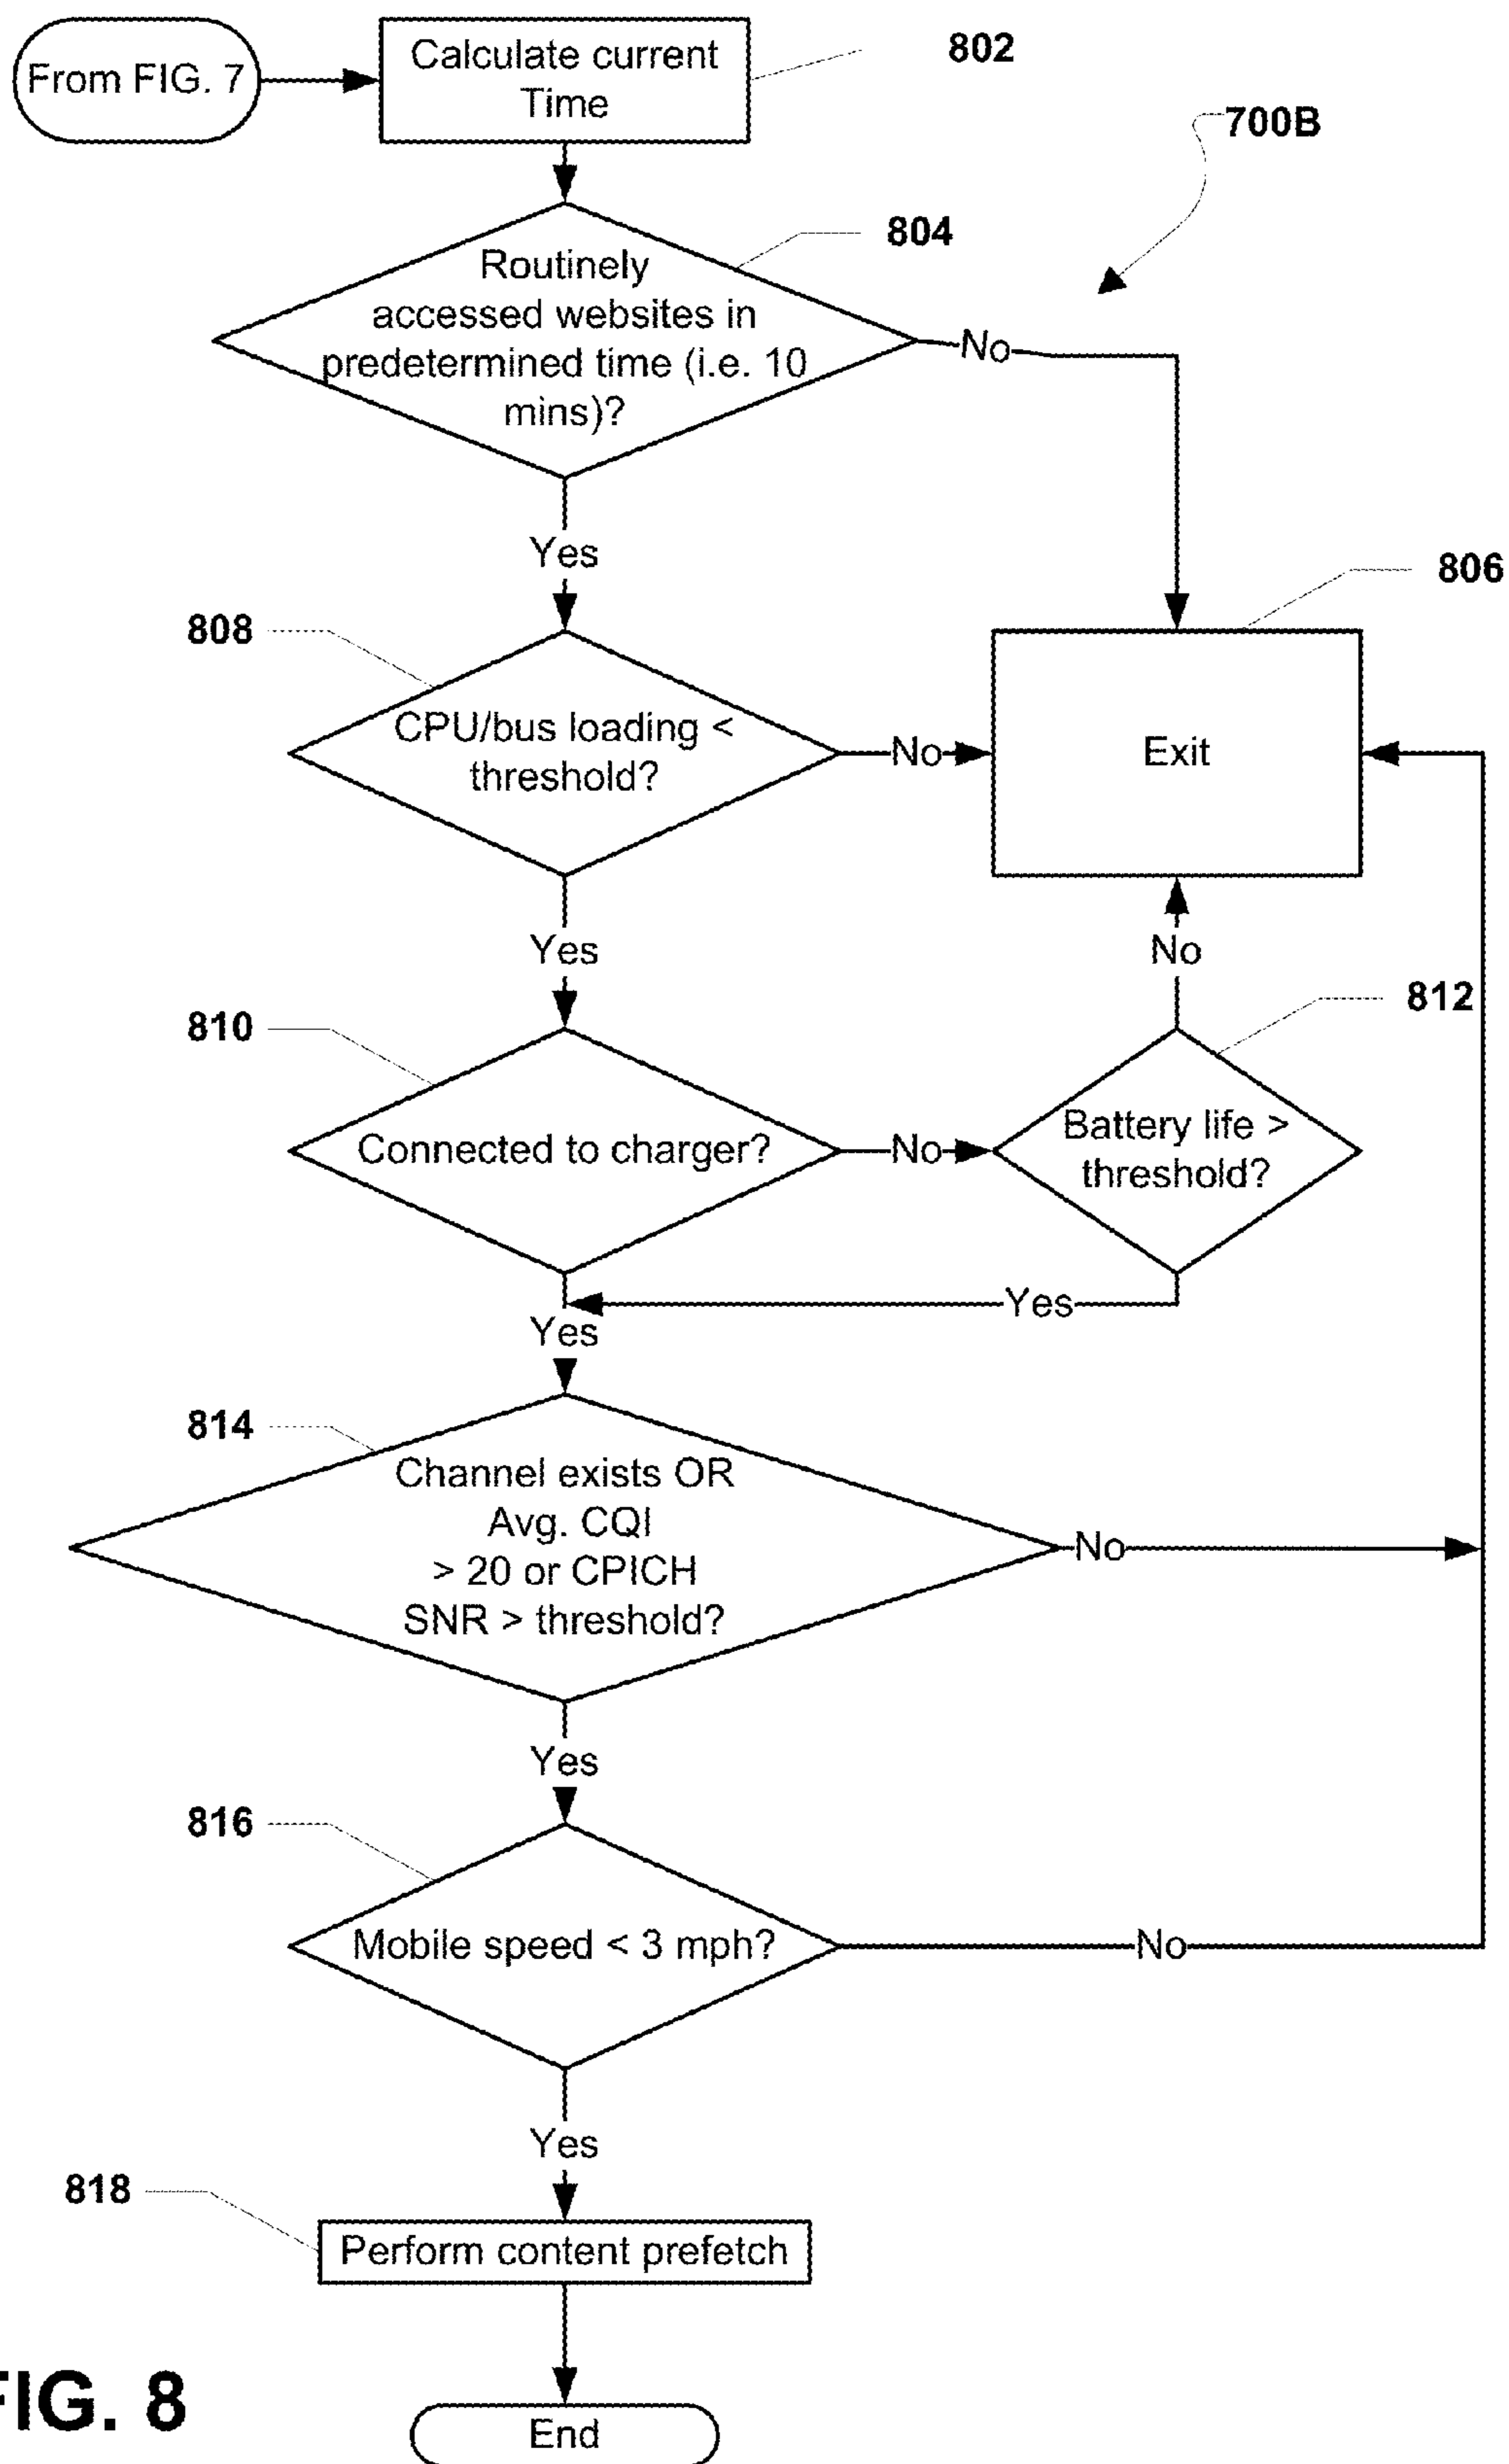 From FIG. 7
Calculate current
Time
802
700B
804
Routinely
accessed websites in
predetermined time (i.e. 10
mins)?
No
Yes
806
808
CPU/bus loading <
threshold?
No
Exit
Yes
No
810
812
Connected to charger?
No
Battery life >
threshold?
Yes
Yes
814
Channel exists OR
Avg. CQI
> 20 or CPICH
SNR > threshold?
No
Yes
816
Mobile speed < 3 mph?
No
Yes
818
Perform content prefetch
FIG. 8
End